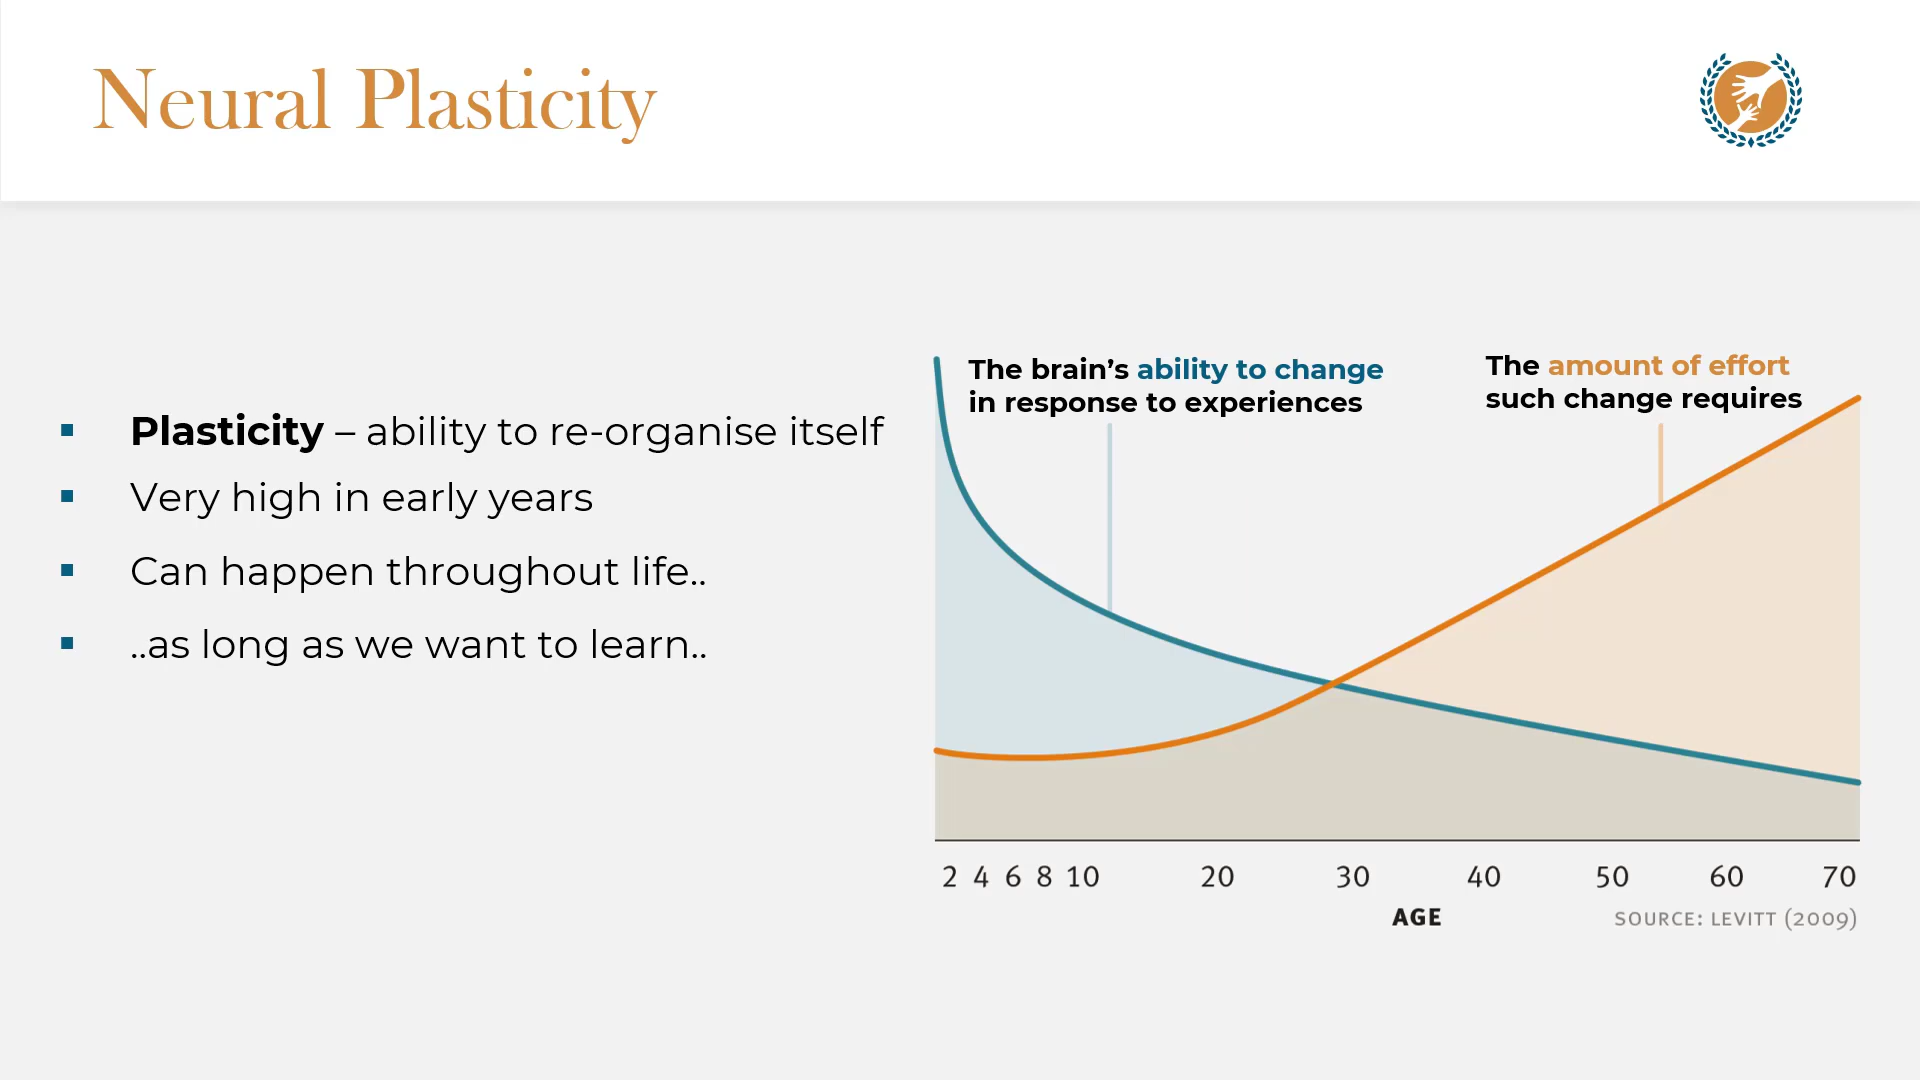 Neural Plasticity
▪ Plasticity – ability to re-organise itself
▪ Very high in early years
▪ Can happen throughout life..
▪ ..as long as we want to learn..
The brain’s ability to change
in response to experiences
The amount of effort
such change requires
2 4 6 8 10 20 30 40 50 60 70
AGE
SOURCE: LEVITT (2009)